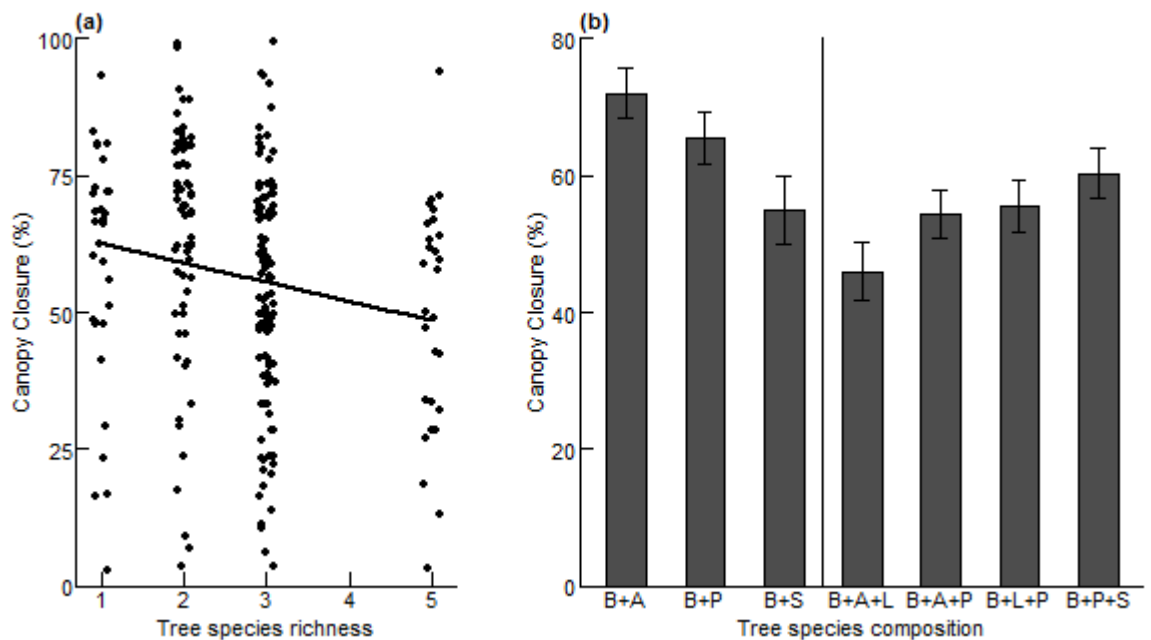 (a)
Canopy Closure (%)
100
75
50
25
0
1 2 3 4 5
Tree species richness
(b)
Canopy Closure (%)
80
60
40
20
0
B+A B+P B+S B+A+L B+A+P B+L+P B+P+S
Tree species composition